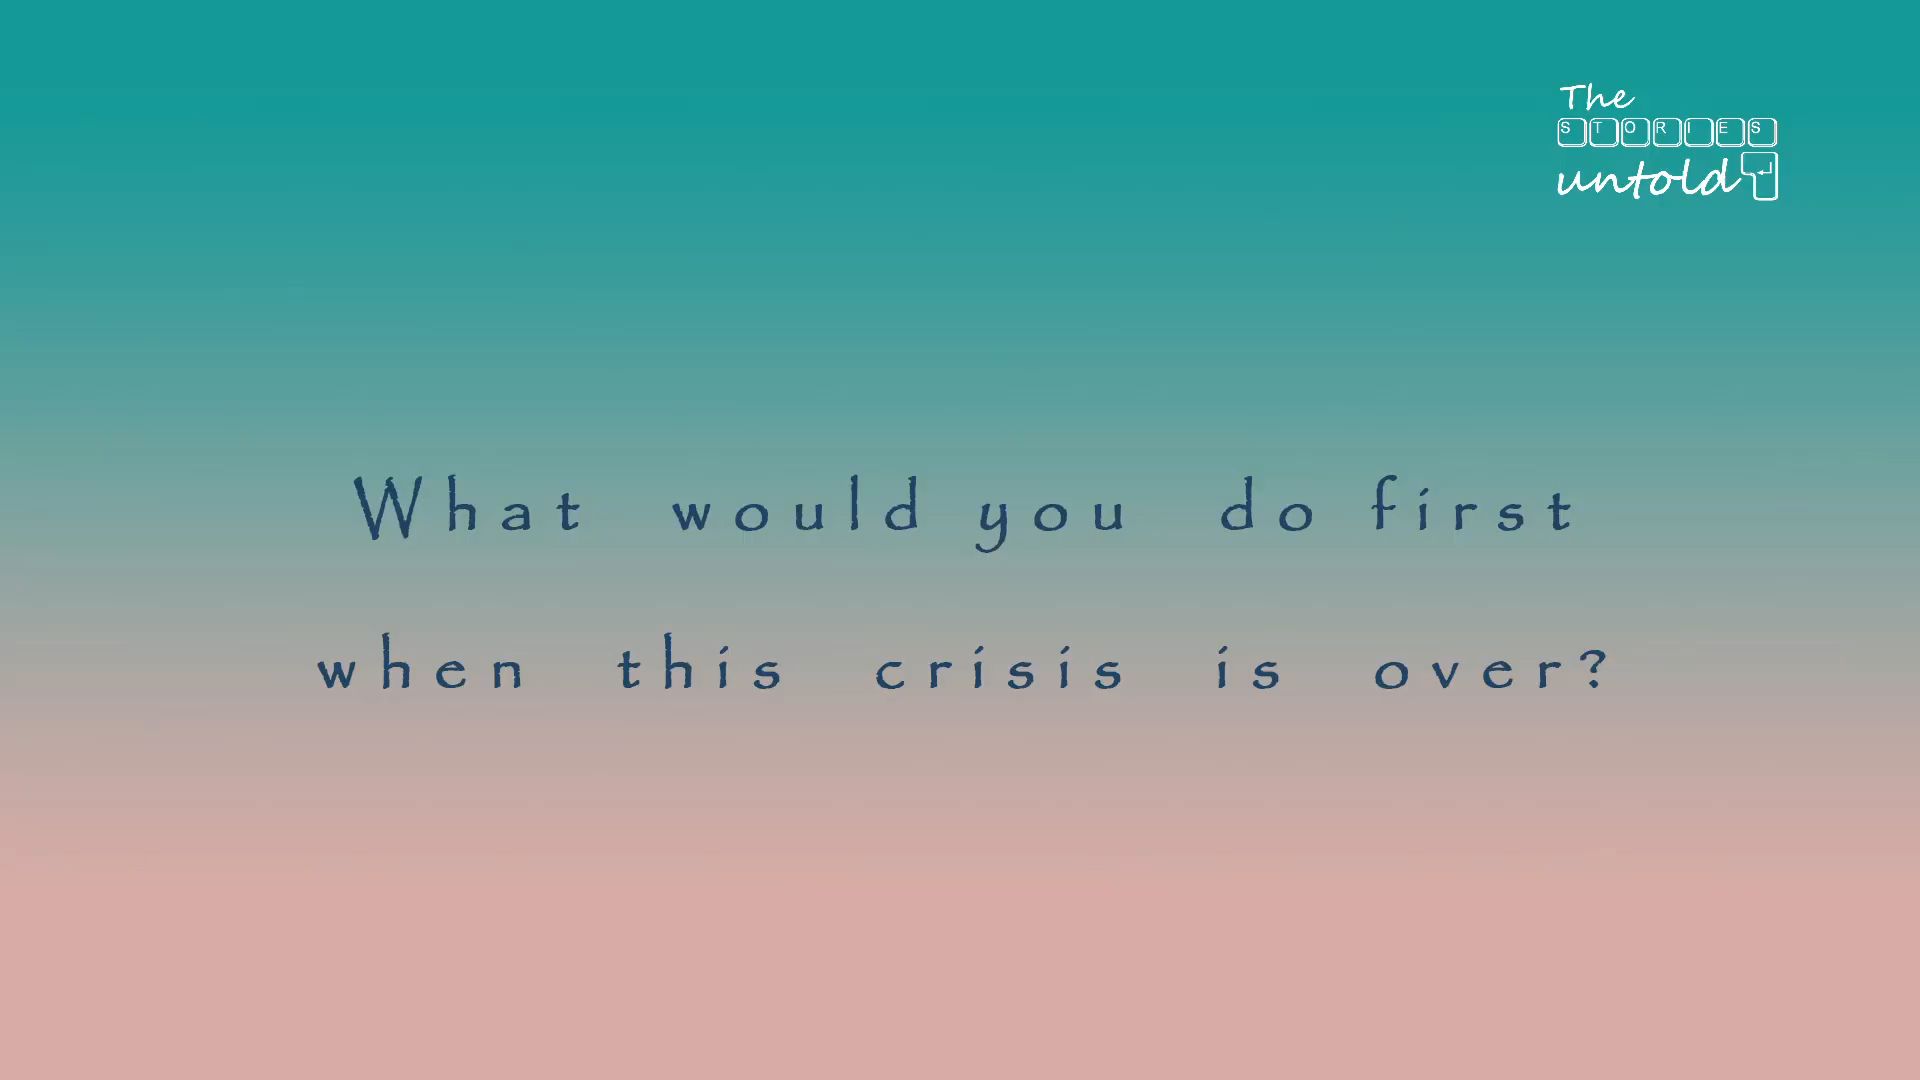 The
STORIES
untold
What would you do first
when this crisis is over?